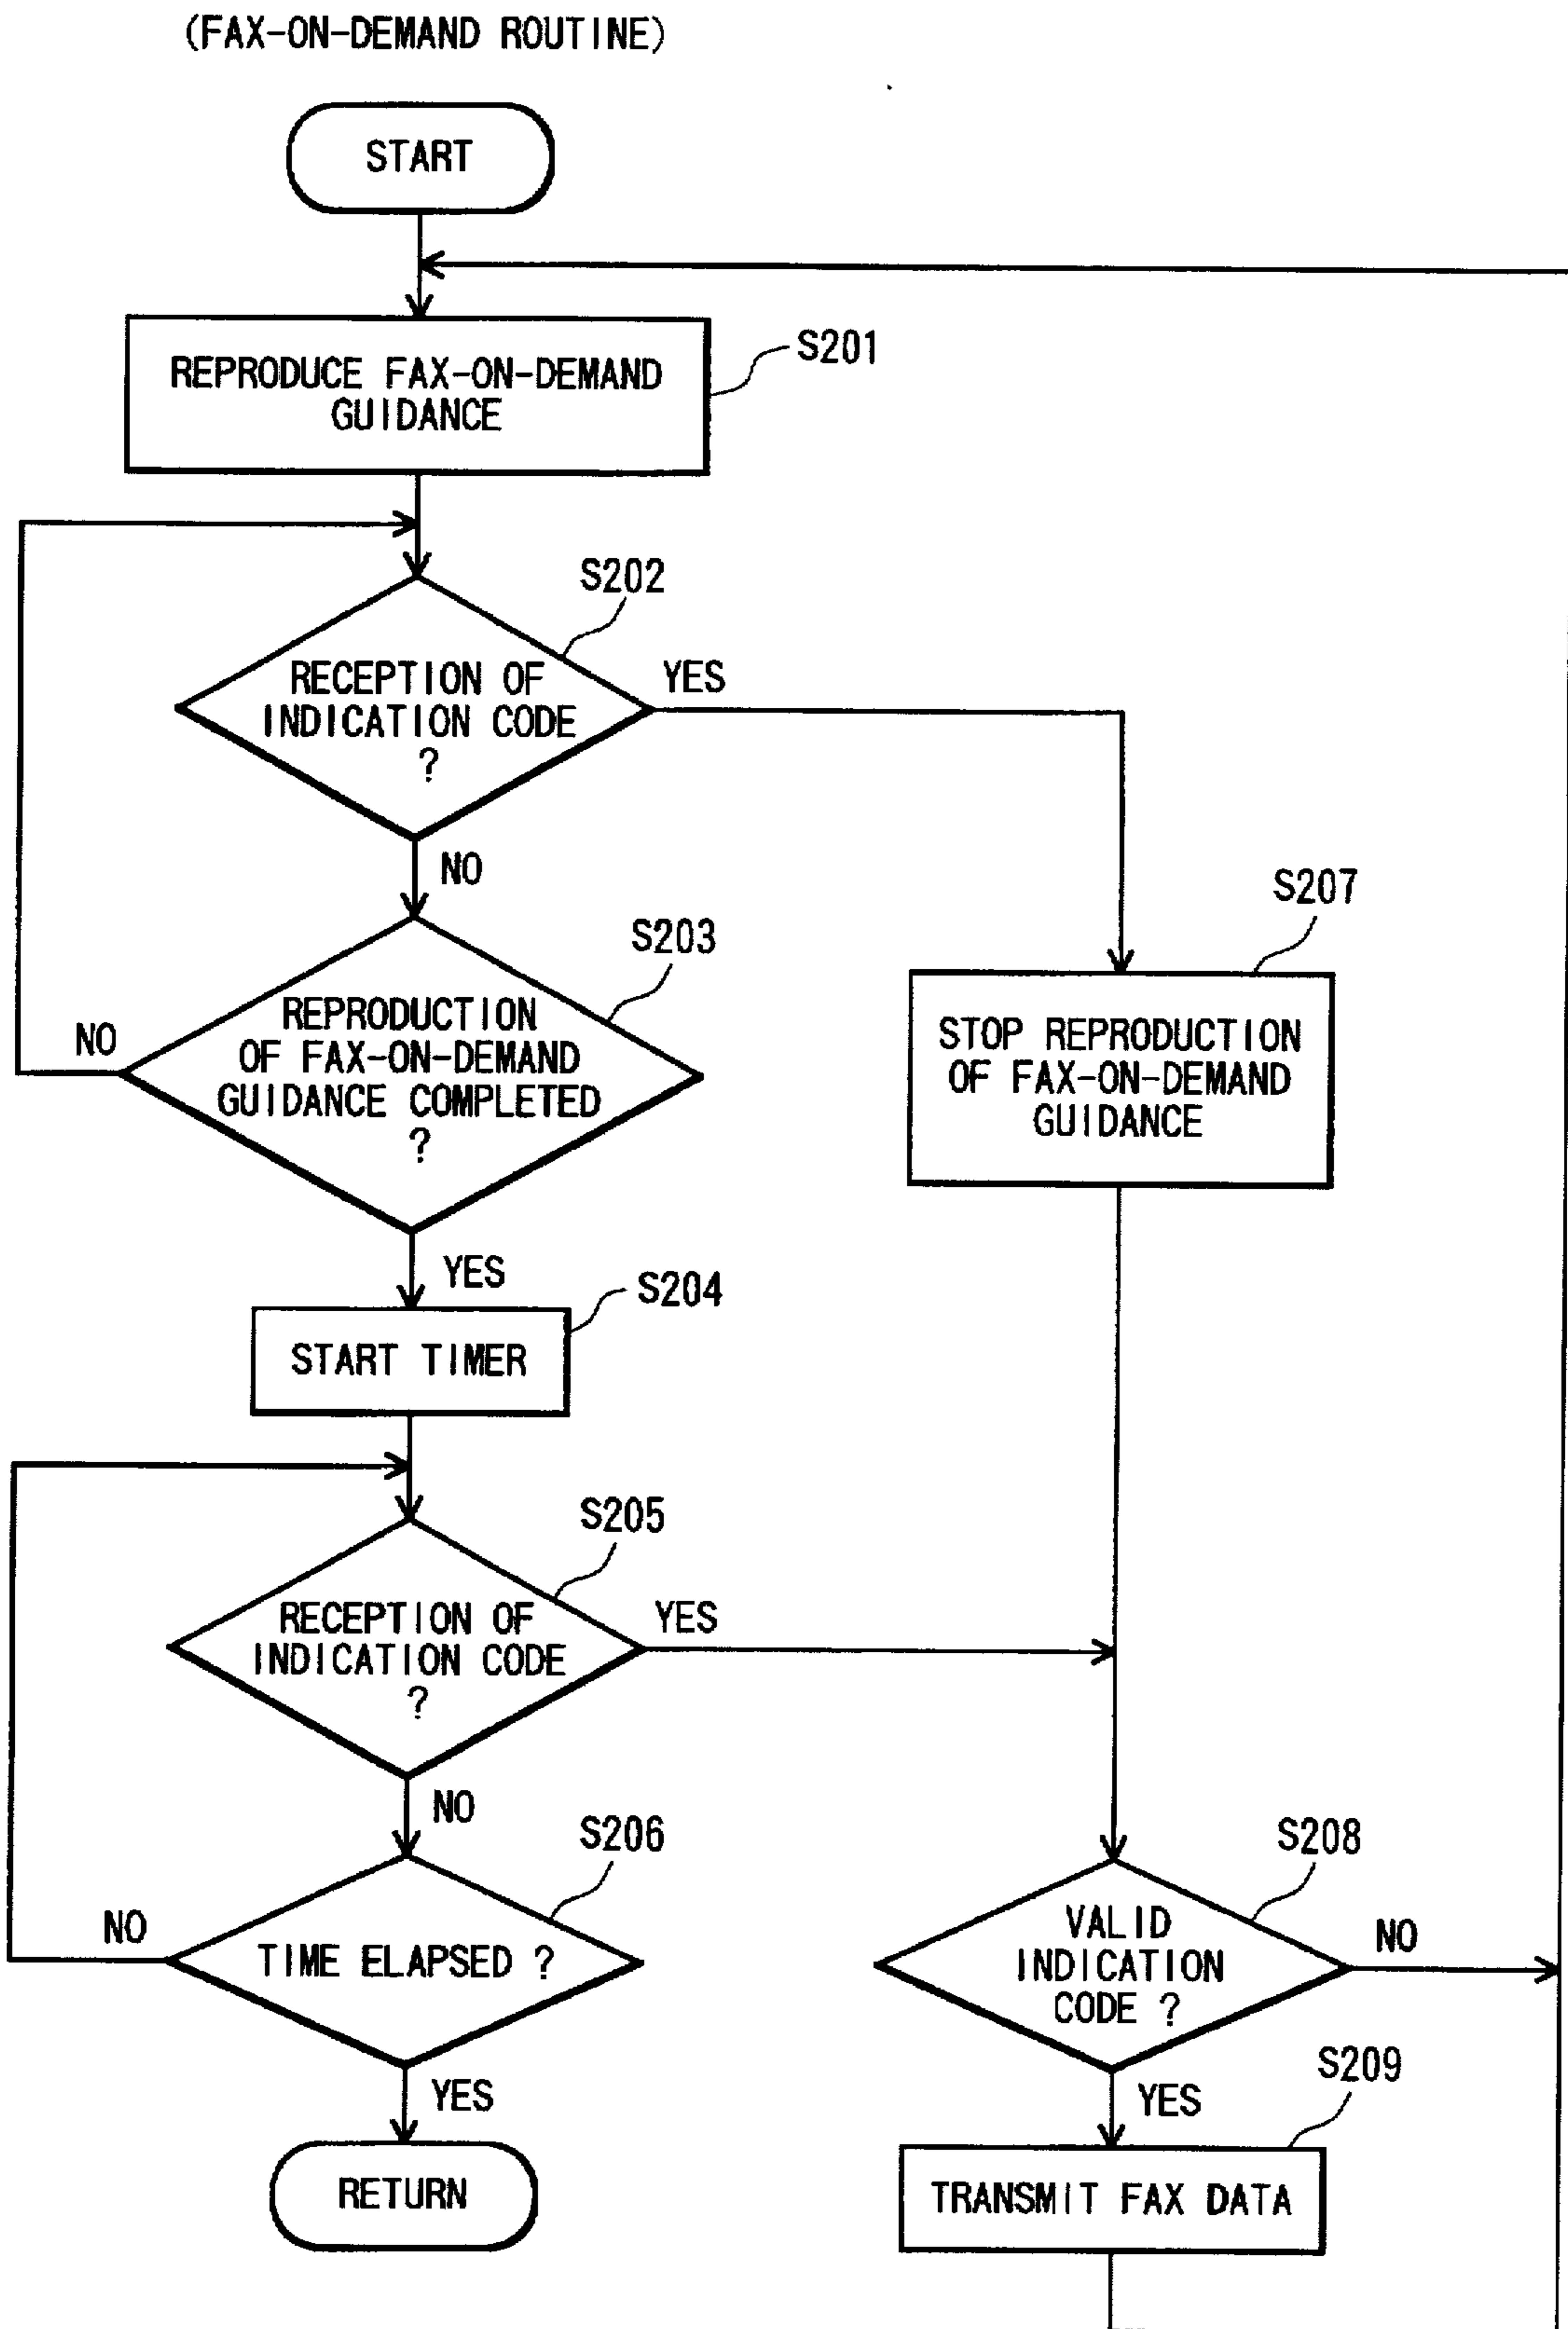 (FAX-ON-DEMAND ROUTINE)
START
S201
REPRODUCE FAX-ON-DEMAND
GUIDANCE
S202
RECEPTION OF
INDICATION CODE
?
YES
NO
S203
REPRODUCTION
OF FAX-ON-DEMAND
GUIDANCE COMPLETED
?
NO
YES
S207
STOP REPRODUCTION
OF FAX-ON-DEMAND
GUIDANCE
S204
START TIMER
S205
RECEPTION OF
INDICATION CODE
?
YES
NO
S206
TIME ELAPSED ?
NO
YES
RETURN
S208
VALID
INDICATION
CODE ?
NO
YES
S209
TRANSMIT FAX DATA